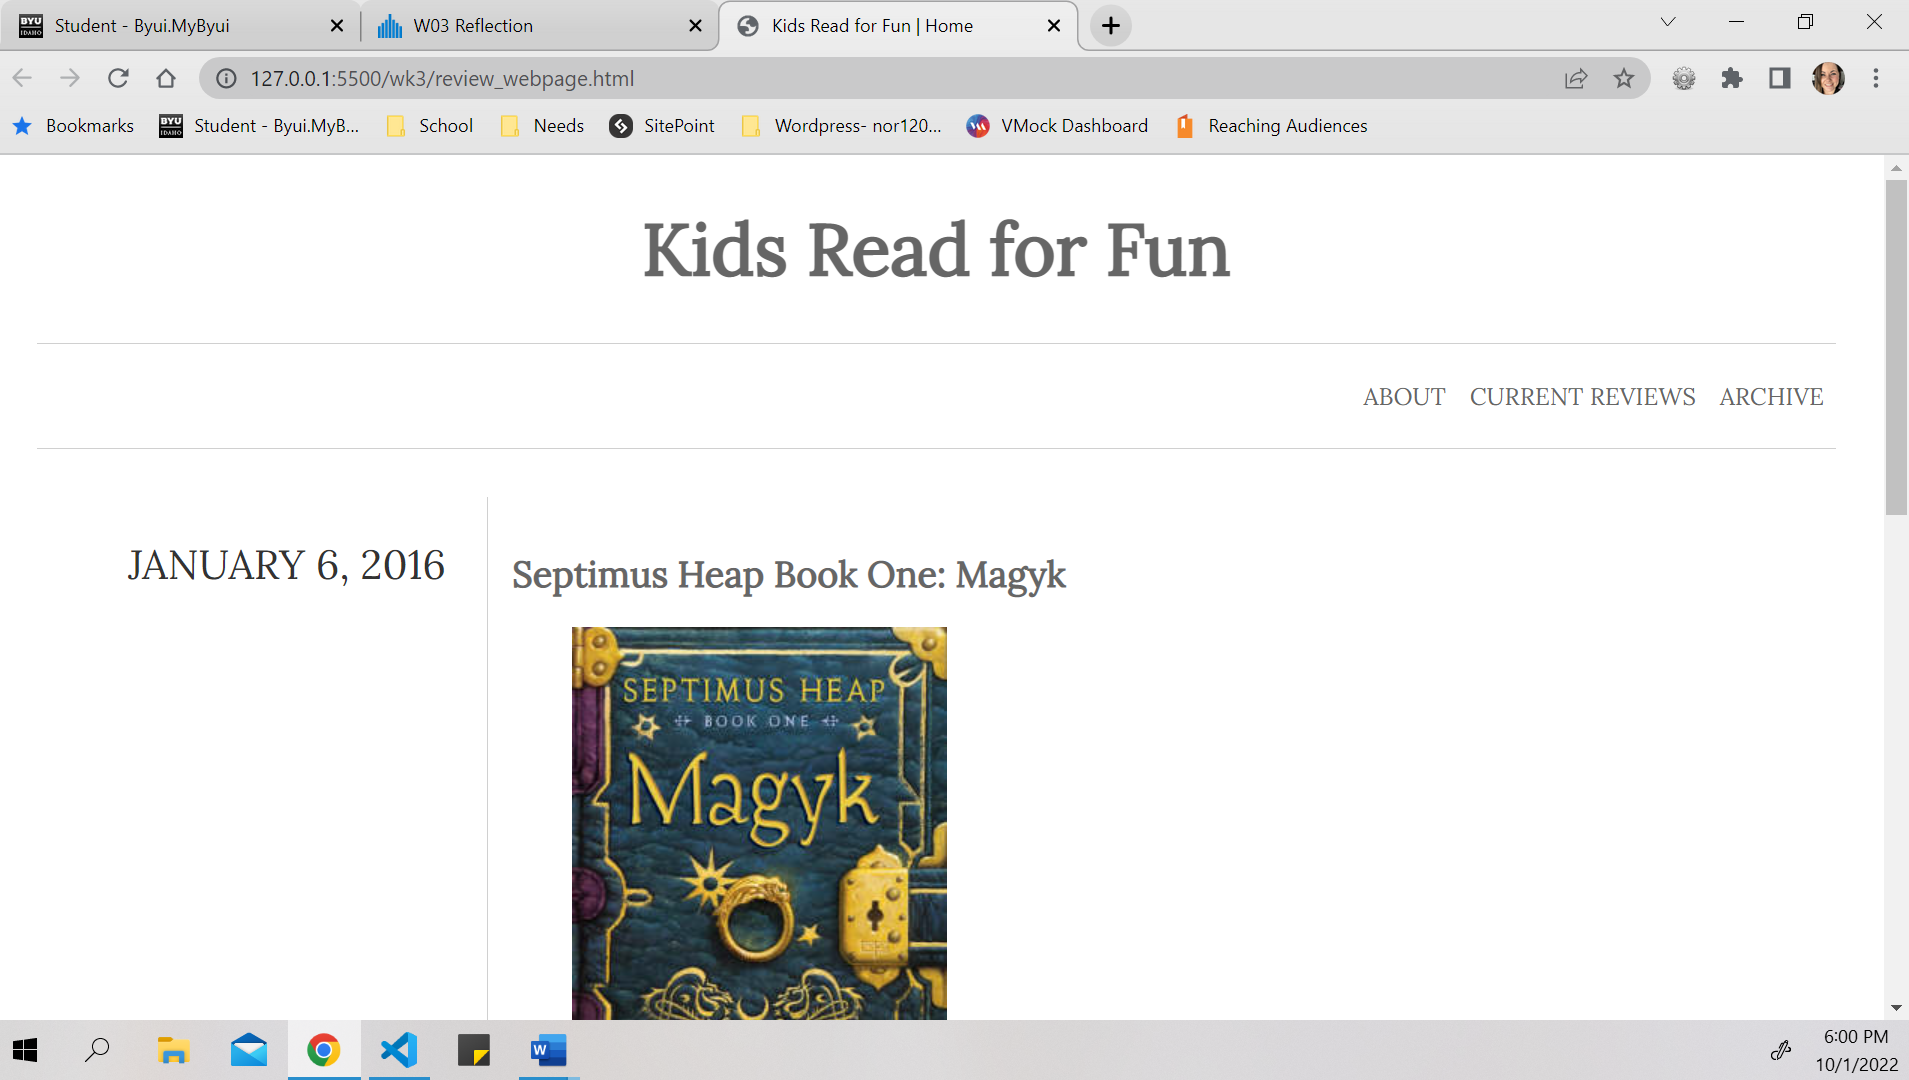 Student - Byui.MyByui
W03 Reflection
Kids Read for Fun | Home
127.0.0.1:5500/wk3/review_webpage.html
Bookmarks
BYU IDAHO Student - Byui.MyB...
School
Needs
SitePoint
Wordpress- nor120...
VMock Dashboard
Reaching Audiences
Kids Read for Fun
ABOUT CURRENT REVIEWS ARCHIVE
JANUARY 6, 2016
Septimus Heap Book One: Magyk
SEPTIMUS HEAP
BOOK ONE
Magyk
6:00 PM
10/1/2022